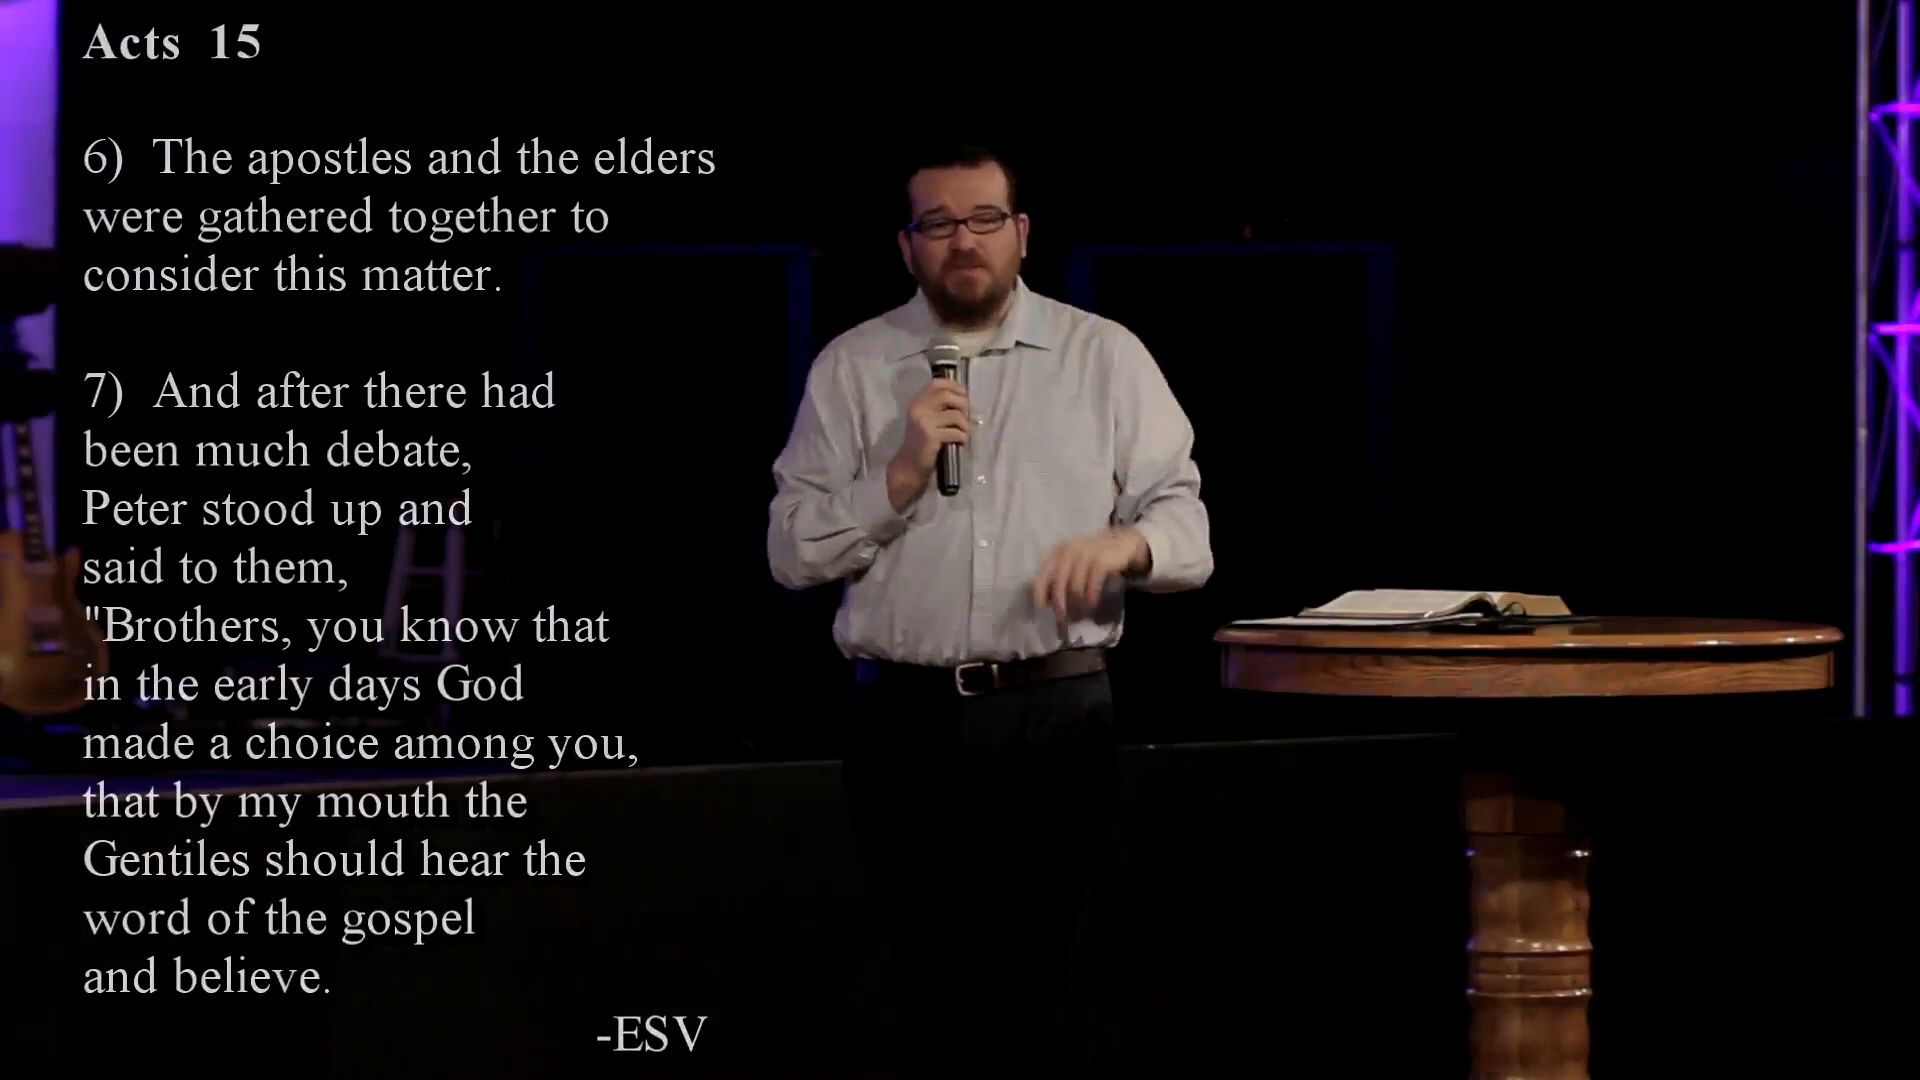 Acts 15
6) The apostles and the elders
were gathered together to
consider this matter.
7) And after there had
been much debate,
Peter stood up and
said to them,
"Brothers, you know that
in the early days God
made a choice among you,
that by my mouth the
Gentiles should hear the
word of the gospel
and believe.
-ESV